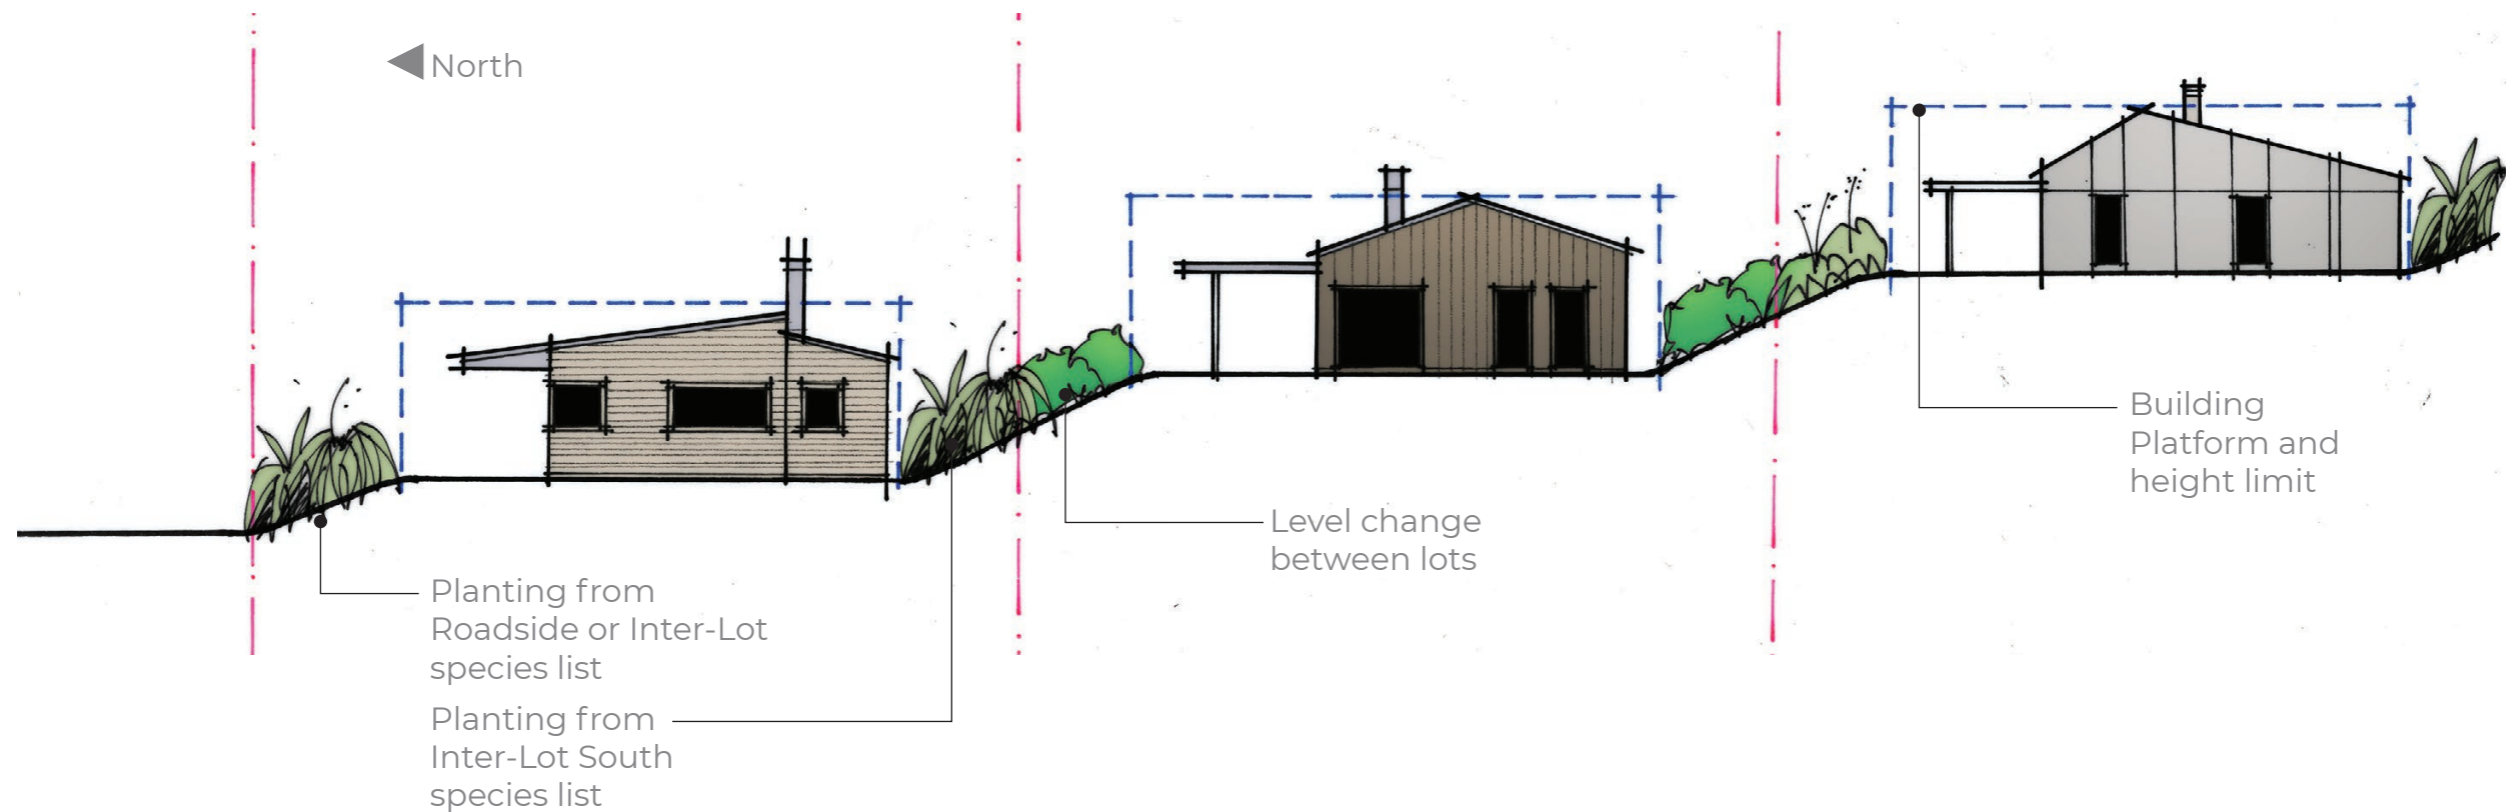 North
Building
Platform and
height limit
Level change
between lots
Planting from
Roadside or Inter-Lot
species list
Planting from
Inter-Lot South
species list